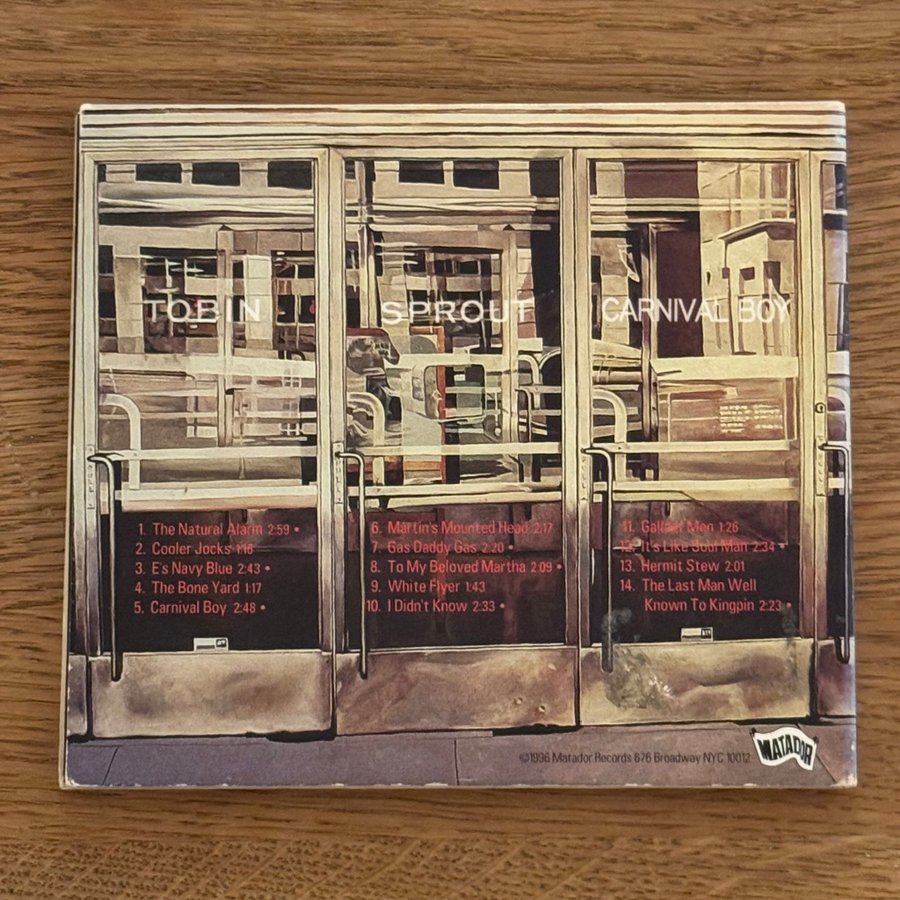 TOBIN
SPROUT
CARNIVAL BOY
1. The Natural Alarm 2:59 •
2. Cooler Jocks 1:16
3. E's Navy Blue 2:43 •
4. The Bone Yard 1:17
5. Carnival Boy 2:48 •
6. Martin's Mounted Head 2:17
7. Gas Daddy Gas 2:20 •
8. To My Beloved Martha 2:09 •
9. White Flyer 1:43
10. I Didn't Know 2:33 •
11. Gallant Men 1:26
12. It's Like Soul Man 2:34 •
13. Hermit Stew 2:01
14. The Last Man Well
Known To Kingpin 2:23 •
©1996 Matador Records 676 Broadway NYC 10012
MATADOR